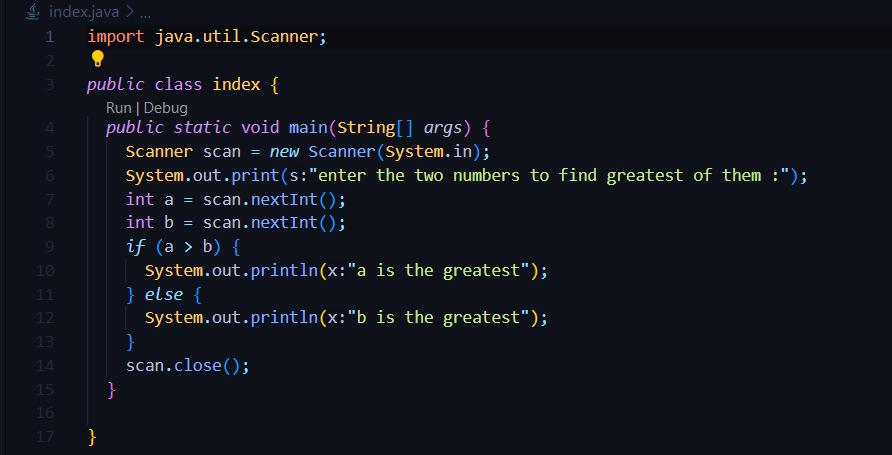 index.java > ...
1 import java.util.Scanner;
2
3 public class index {
Run | Debug
4 public static void main(String[] args) {
5 Scanner scan = new Scanner(System.in);
6 System.out.print(s:"enter the two numbers to find greatest of them :");
7 int a = scan.nextInt();
8 int b = scan.nextInt();
9 if (a > b) {
10 System.out.println(x:"a is the greatest");
11 } else {
12 System.out.println(x:"b is the greatest");
13 }
14 scan.close();
15 }
16
17 }